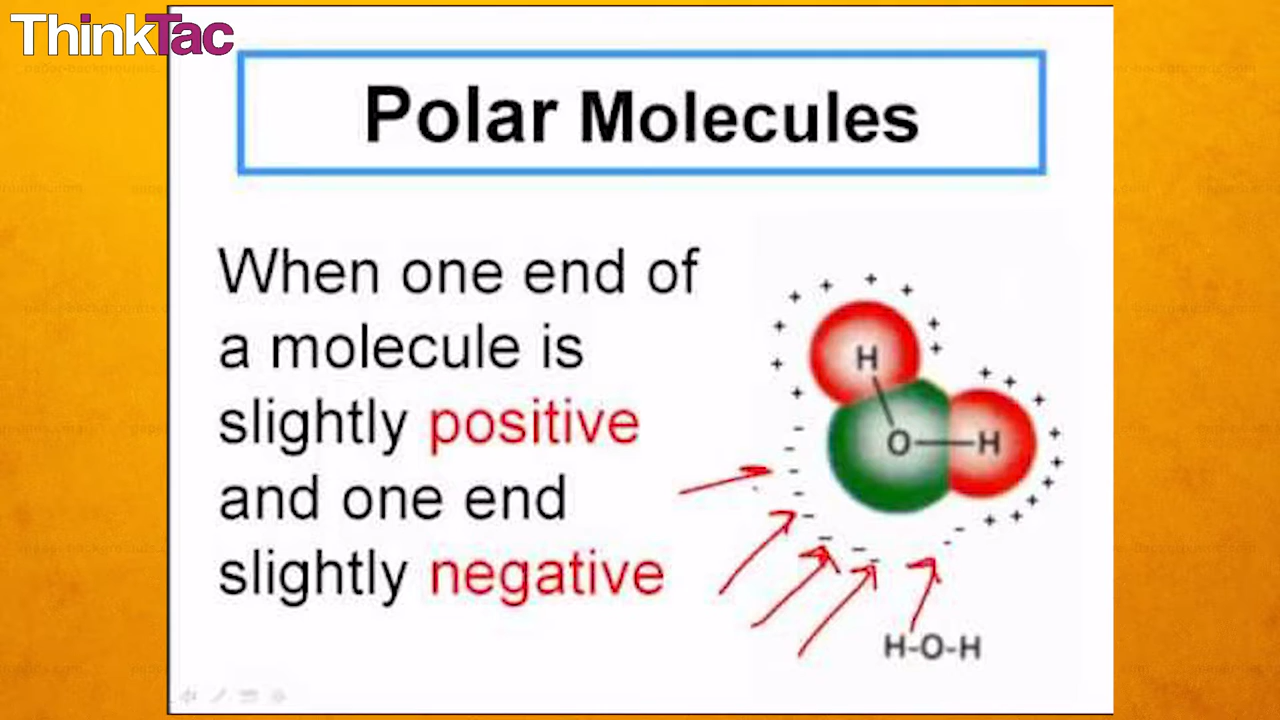 ThinkTac
Polar Molecules
When one end of
a molecule is
slightly positive
and one end
slightly negative
H
O
H
H-O-H